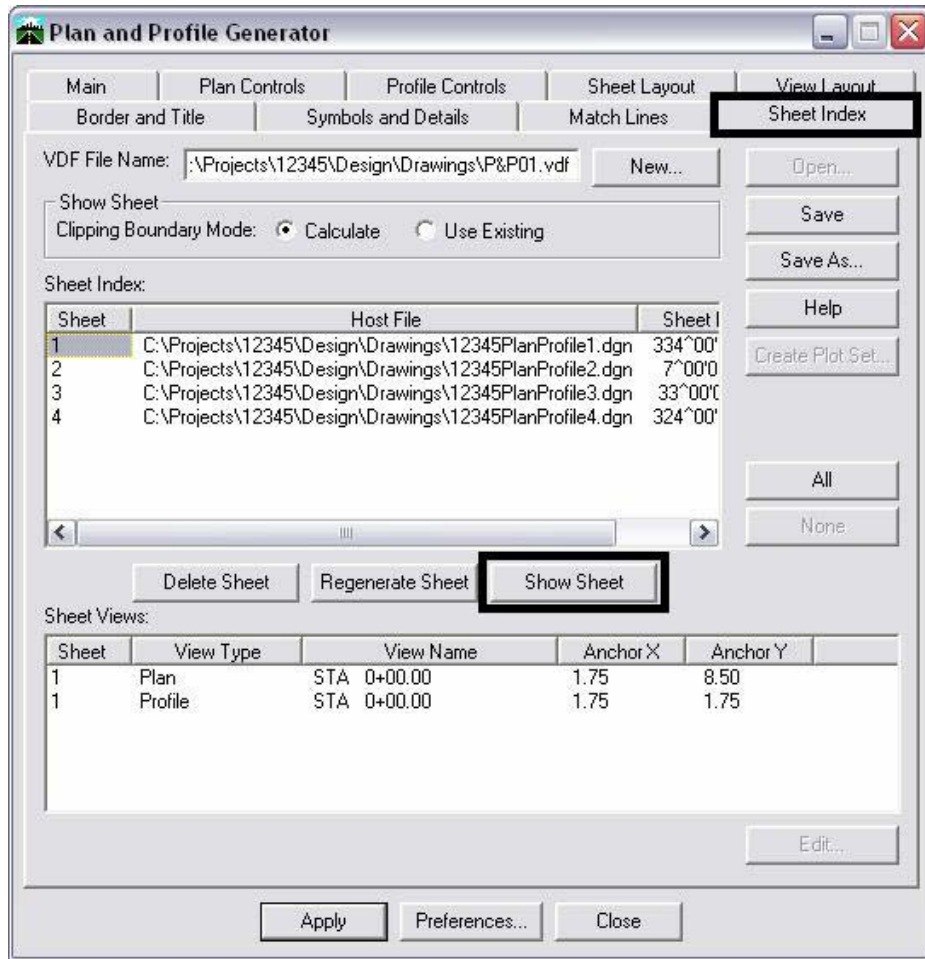 Plan and Profile Generator
Main Plan Controls Profile Controls Sheet Layout View Layout
Border and Title Symbols and Details Match Lines Sheet Index
VDF File Name: :\Projects\12345\Design\Drawings\P&P01.vdf New... Open...
Show Sheet
Clipping Boundary Mode: Calculate Use Existing
Save
Save As...
Sheet Index:
Help
Create Plot Set...
Sheet Host File Sheet
1 C:\Projects\12345\Design\Drawings\12345PlanProfile1.dgn 334^00'
2 C:\Projects\12345\Design\Drawings\12345PlanProfile2.dgn 7^00'0
3 C:\Projects\12345\Design\Drawings\12345PlanProfile3.dgn 33^00'0
4 C:\Projects\12345\Design\Drawings\12345PlanProfile4.dgn 324^00'
All
None
Delete Sheet Regenerate Sheet Show Sheet
Sheet Views:
Sheet View Type View Name Anchor X Anchor Y
1 Plan STA 0+00.00 1.75 8.50
1 Profile STA 0+00.00 1.75 1.75
Edit...
Apply Preferences... Close